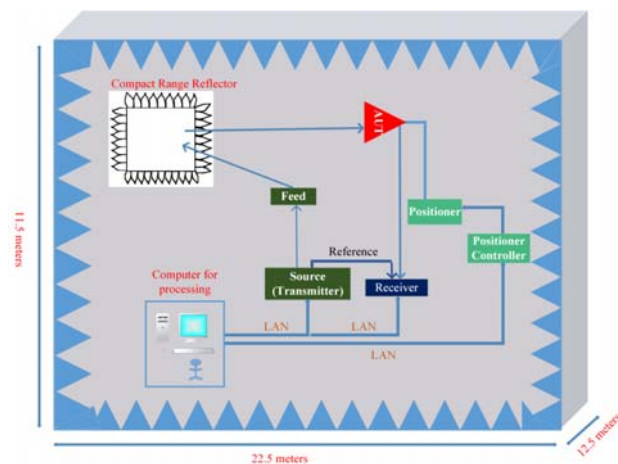 Compact Range Reflector
AUT
Feed
Positioner
Positioner
Controller
Reference
Source
(Transmitter)
Receiver
Computer for
processing
LAN
LAN
LAN
11.5 meters
22.5 meters
12.5 meters